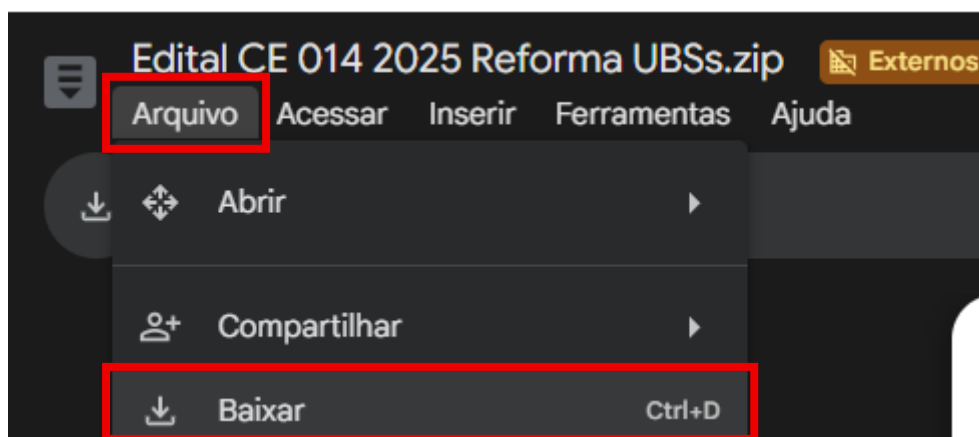 Edital CE 014 2025 Reforma UBSs.zip Externos
Arquivo Acessar Inserir Ferramentas Ajuda
Abrir
Compartilhar
Baixar Ctrl+D